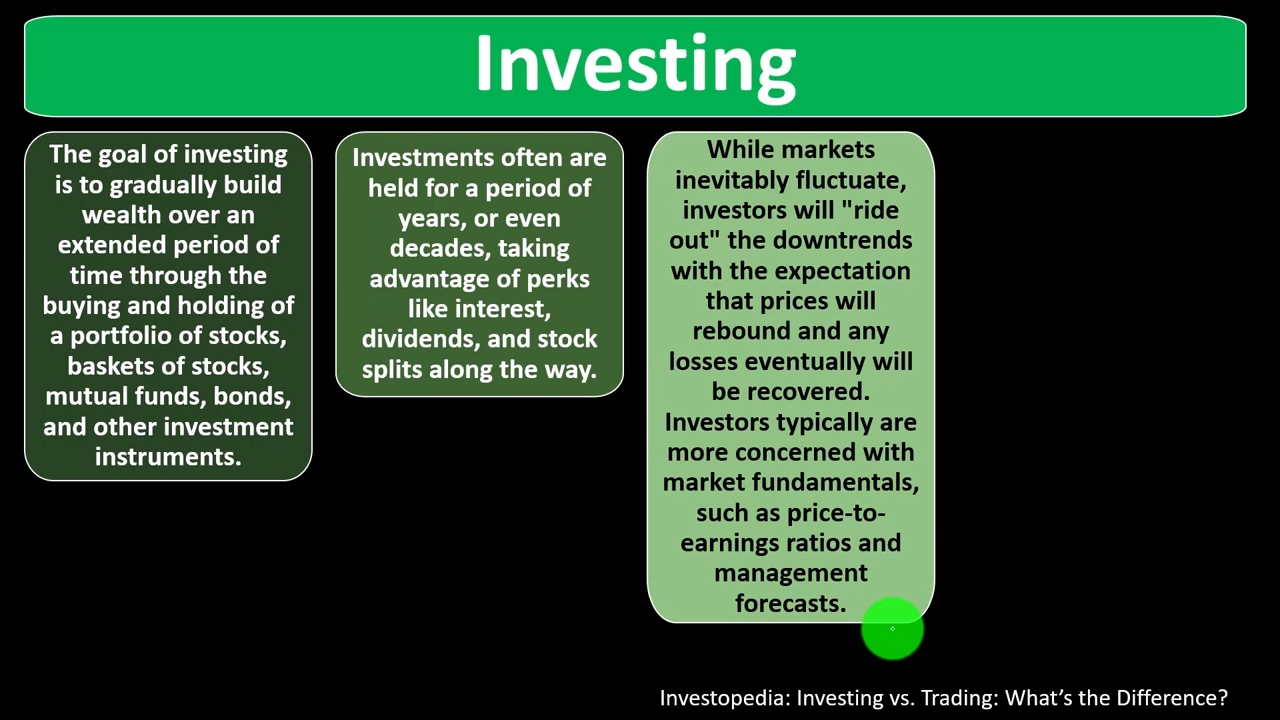 Investing
The goal of investing
is to gradually build
wealth over an
extended period of
time through the
buying and holding of
a portfolio of stocks,
baskets of stocks,
mutual funds, bonds,
and other investment
instruments.
Investments often are
held for a period of
years, or even
decades, taking
advantage of perks
like interest,
dividends, and stock
splits along the way.
While markets
inevitably fluctuate,
investors will "ride
out" the downtrends
with the expectation
that prices will
rebound and any
losses eventually will
be recovered.
Investors typically are
more concerned with
market fundamentals,
such as price-to-
earnings ratios and
management
forecasts.
Investopedia: Investing vs. Trading: What’s the Difference?